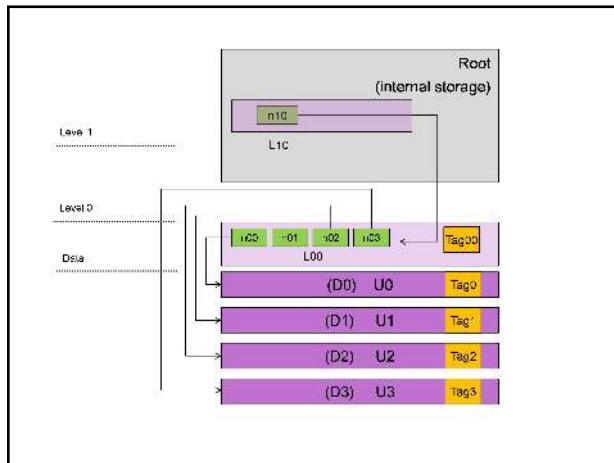 Root
(internal storage)
n10
L10
Level 1
Level 0
n00 n01 n02 n03 Tag00
L00
Data
(D0) U0 Tag0
(D1) U1 Tag1
(D2) U2 Tag2
(D3) U3 Tag3